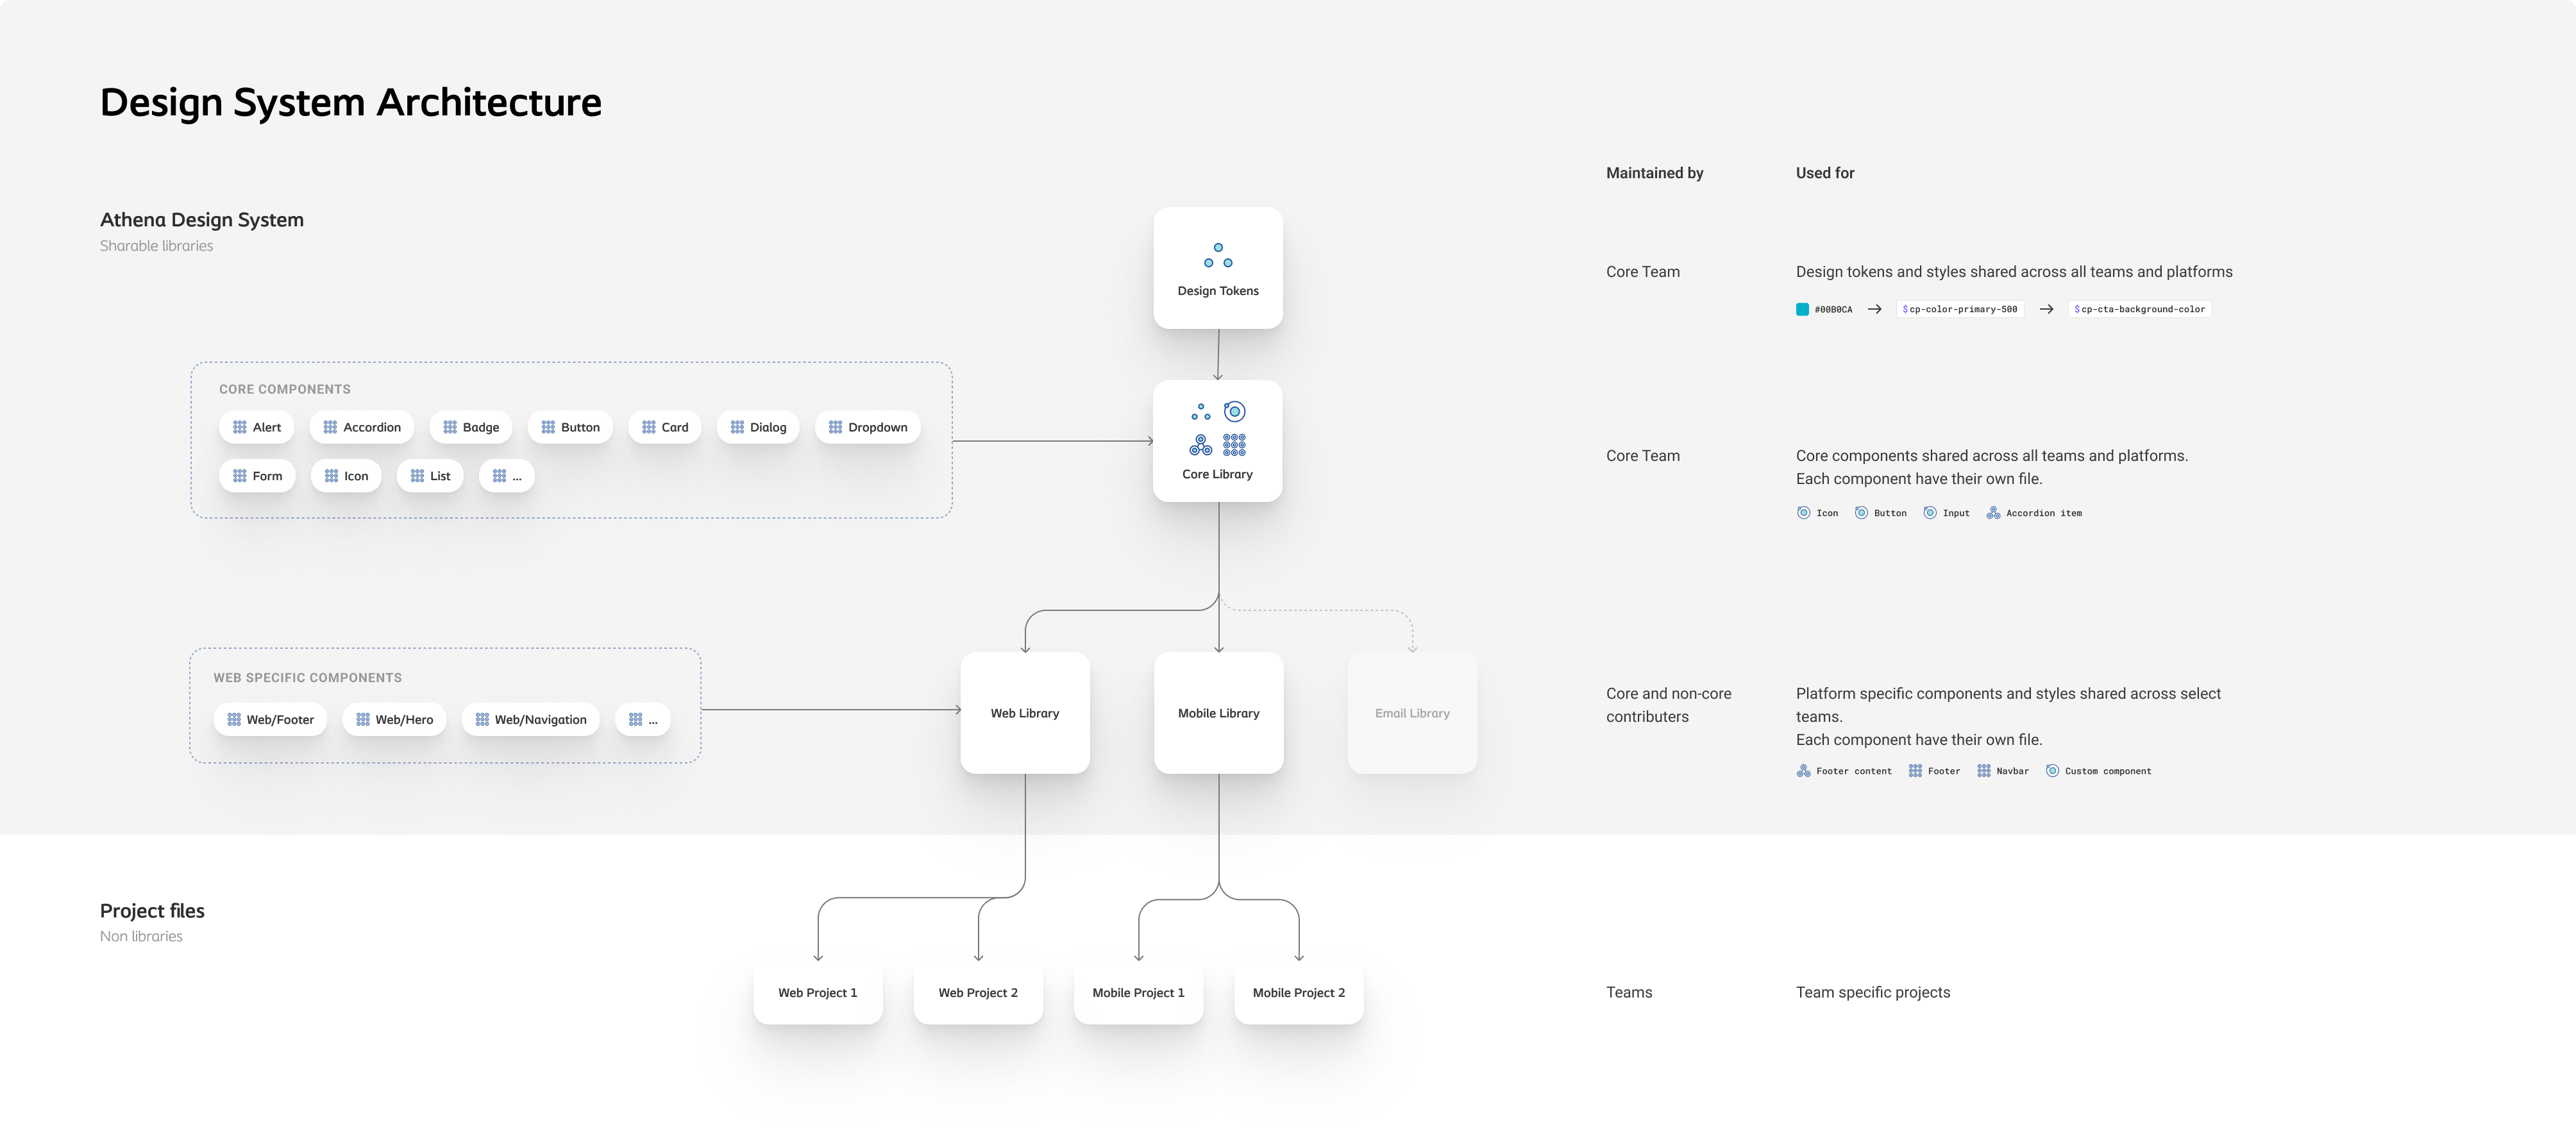 Design System Architecture
Maintained by
Used for
Athena Design System
Sharable libraries
Design Tokens
Core Team
Design tokens and styles shared across all teams and platforms
#00B0CA
$cp-color-primary-500
$cp-cta-background-color
CORE COMPONENTS
Alert
Accordion
Badge
Button
Card
Dialog
Dropdown
Form
Icon
List
...
Core Library
Core Team
Core components shared across all teams and platforms.
Each component have their own file.
Icon
Button
Input
Accordion item
WEB SPECIFIC COMPONENTS
Web/Footer
Web/Hero
Web/Navigation
...
Web Library
Mobile Library
Email Library
Core and non-core
contributers
Platform specific components and styles shared across select
teams.
Each component have their own file.
Footer content
Footer
Navbar
Custom component
Project files
Non libraries
Web Project 1
Web Project 2
Mobile Project 1
Mobile Project 2
Teams
Team specific projects